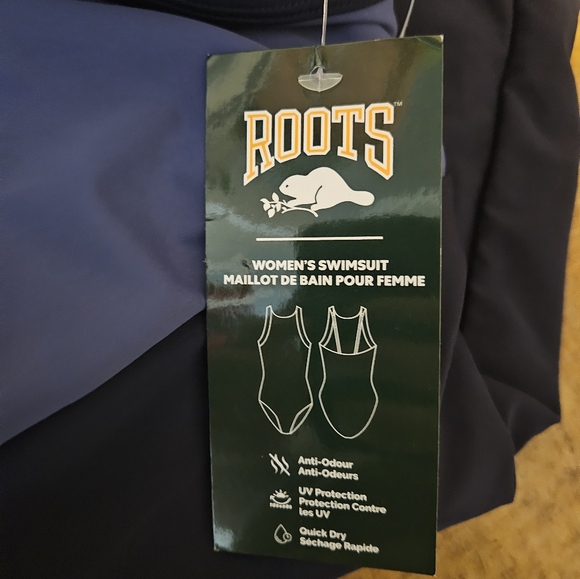 ROOTS™
WOMEN'S SWIMSUIT
MAILLOT DE BAIN POUR FEMME
Anti-Odour
Anti-Odeurs
UV Protection
Protection Contre
les UV
Quick Dry
Séchage Rapide